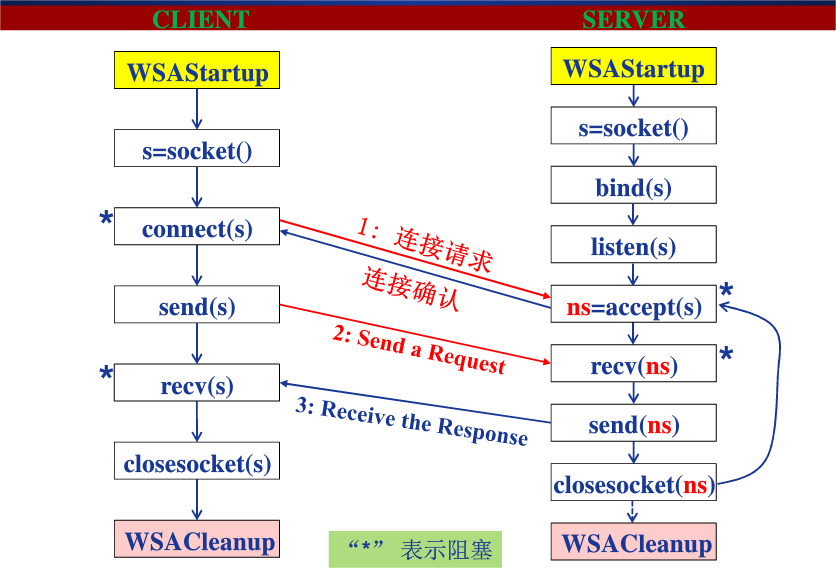 CLIENT
WSAStartup
s=socket()
* connect(s)
send(s)
* recv(s)
closesocket(s)
WSACleanup
1: 连接请求
连接确认
2: Send a Request
3: Receive the Response
“*” 表示阻塞
SERVER
WSAStartup
s=socket()
bind(s)
listen(s)
ns=accept(s) *
recv(ns) *
send(ns)
closesocket(ns)
WSACleanup